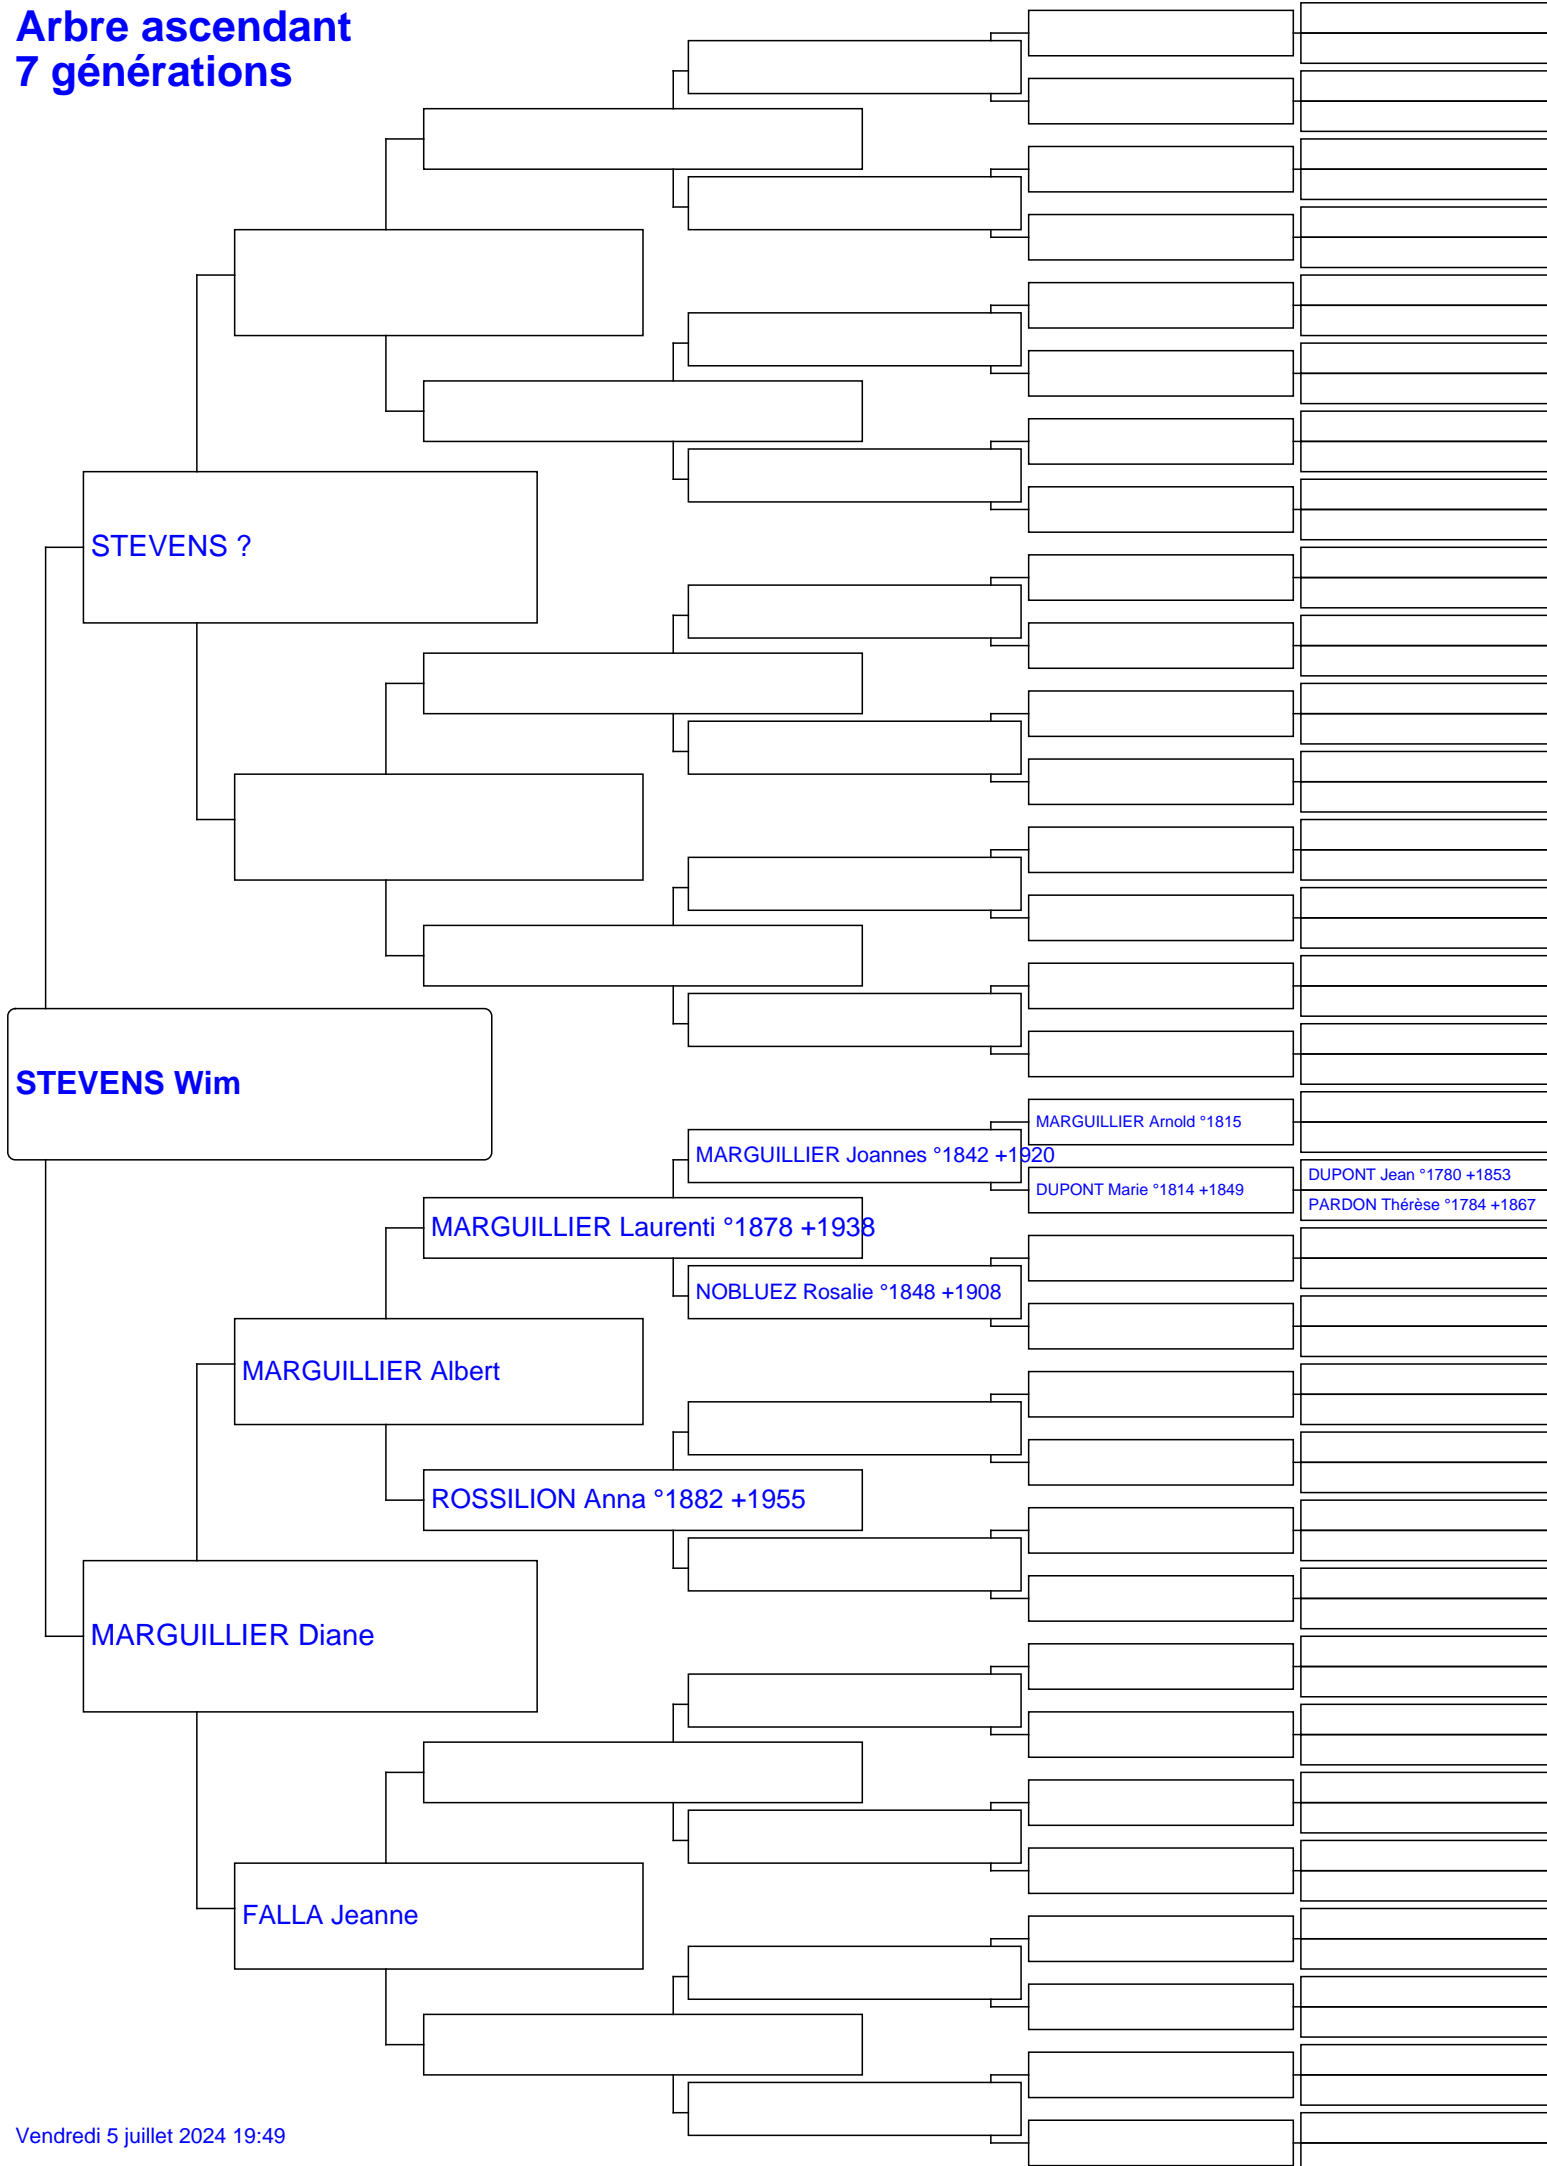 Arbre ascendant
7 générations
STEVENS ?
STEVENS Wim
MARGUILLIER Arnold °1815
MARGUILLIER Joannes °1842 +1920
DUPONT Jean °1780 +1853
DUPONT Marie °1814 +1849
PARDON Thérèse °1784 +1867
MARGUILLIER Laurenti °1878 +1938
NOBLUEZ Rosalie °1848 +1908
MARGUILLIER Albert
ROSSILION Anna °1882 +1955
MARGUILLIER Diane
FALLA Jeanne
Vendredi 5 juillet 2024 19:49